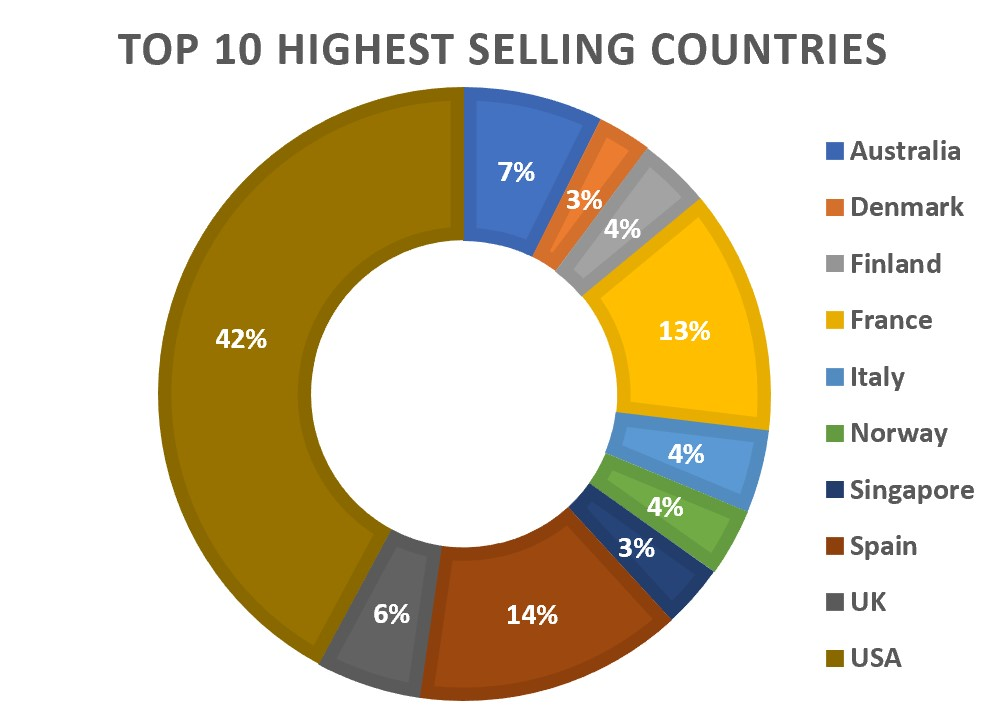 TOP 10 HIGHEST SELLING COUNTRIES
7%
3%
4%
13%
4%
4%
3%
14%
6%
42%
Australia
Denmark
Finland
France
Italy
Norway
Singapore
Spain
UK
USA